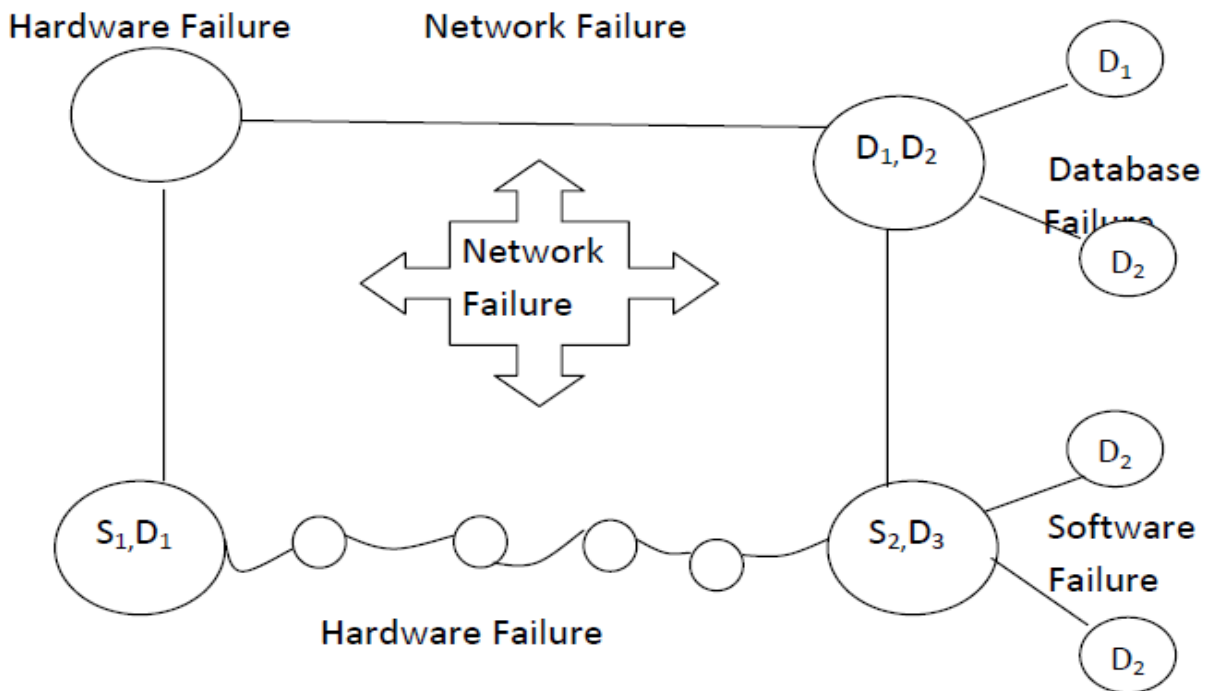 Hardware Failure
Network Failure
D₁
D₁,D₂
Database
Failure
D₂
Network
Failure
D₂
S₁,D₁
S₂,D₃
Software
Failure
Hardware Failure
D₂